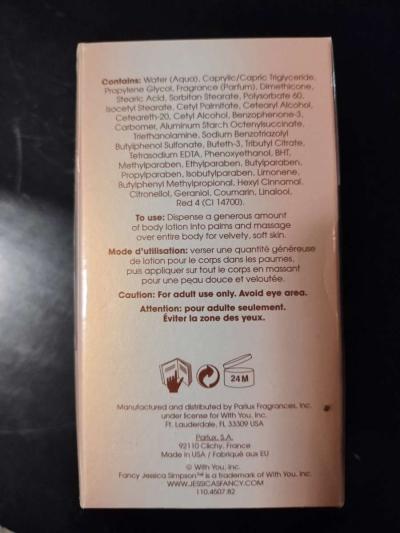 Contains: Water (Aqua), Caprylic/Capric Triglyceride,
Propylene Glycol, Fragrance (Parfum), Dimethicone,
Stearic Acid, Sorbitan Stearate, Polysorbate 60,
Isocetyl Stearate, Cetyl Palmitate, Cetearyl Alcohol,
Ceteareth-20, Cetyl Alcohol, Benzophenone-3,
Carbomer, Aluminum Starch Octenylsuccinate,
Triethanolamine, Sodium Benzotriazolyl
Butylphenol Sulfonate, Buteth-3, Tributyl Citrate,
Tetrasodium EDTA, Phenoxyethanol, BHT,
Methylparaben, Ethylparaben, Butylparaben,
Propylparaben, Isobutylparaben, Limonene,
Butylphenyl Methylpropional, Hexyl Cinnamal,
Citronellol, Geraniol, Coumarin, Linalool,
Red 4 (CI 14700).
To use: Dispense a generous amount
of body lotion into palms and massage
over entire body for velvety, soft skin.
Mode d'utilisation: verser une quantité généreuse
de lotion pour le corps dans les paumes,
puis appliquer sur tout le corps en massant
pour une peau douce et veloutée.
Caution: For adult use only. Avoid eye area.
Attention: pour adulte seulement.
Éviter la zone des yeux.
24 M
Manufactured and distributed by Parlux Fragrances, Inc.
under license for With You, Inc.
Ft. Lauderdale, FL 33309 USA
Parlux, S.A.
92110 Clichy, France
Made in USA / Fabriqué aux EU
© With You, Inc.
Fancy Jessica Simpson™ is a trademark of With You, Inc.
WWW.JESSICASFANCY.COM
110.4507.82